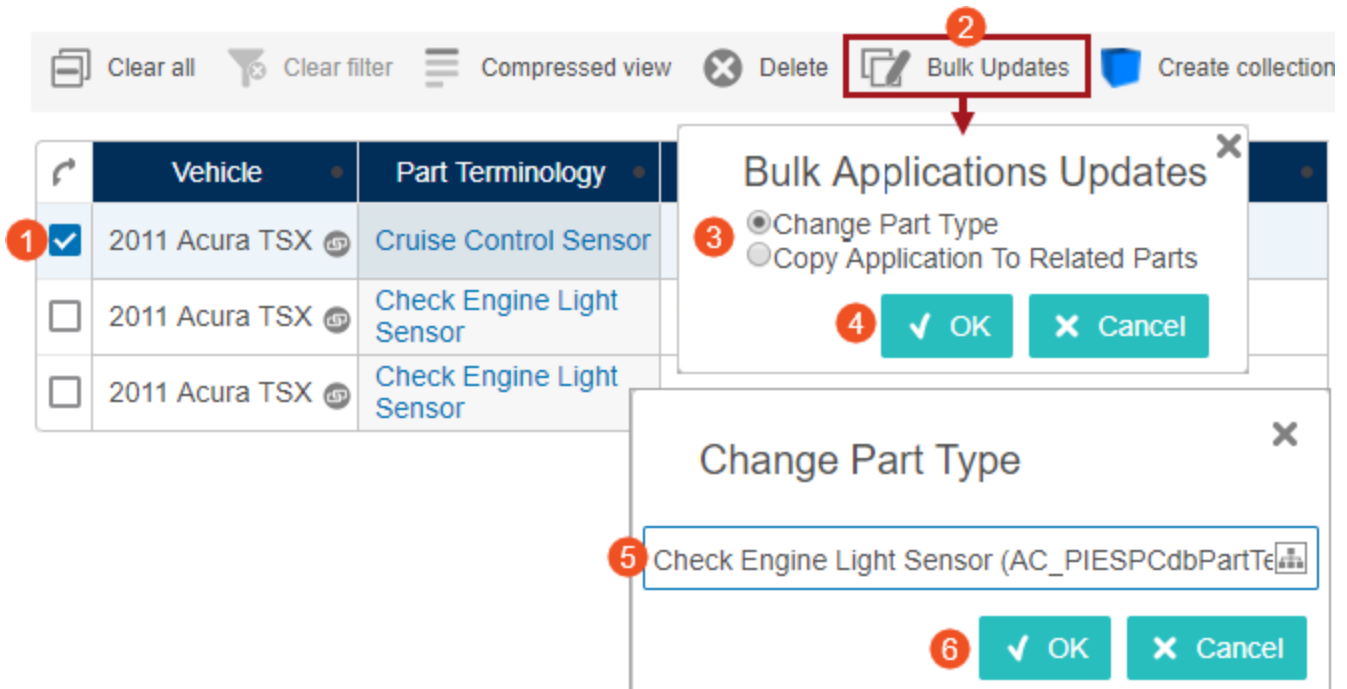 2
Clear all Clear filter Compressed view Delete Bulk Updates Create collection
Vehicle Part Terminology
1 2011 Acura TSX Cruise Control Sensor
2011 Acura TSX Check Engine Light
Sensor
2011 Acura TSX Check Engine Light
Sensor
Bulk Applications Updates
3 Change Part Type
Copy Application To Related Parts
4 OK Cancel
Change Part Type
5 Check Engine Light Sensor (AC_PIESPCdbPartTe
6 OK Cancel